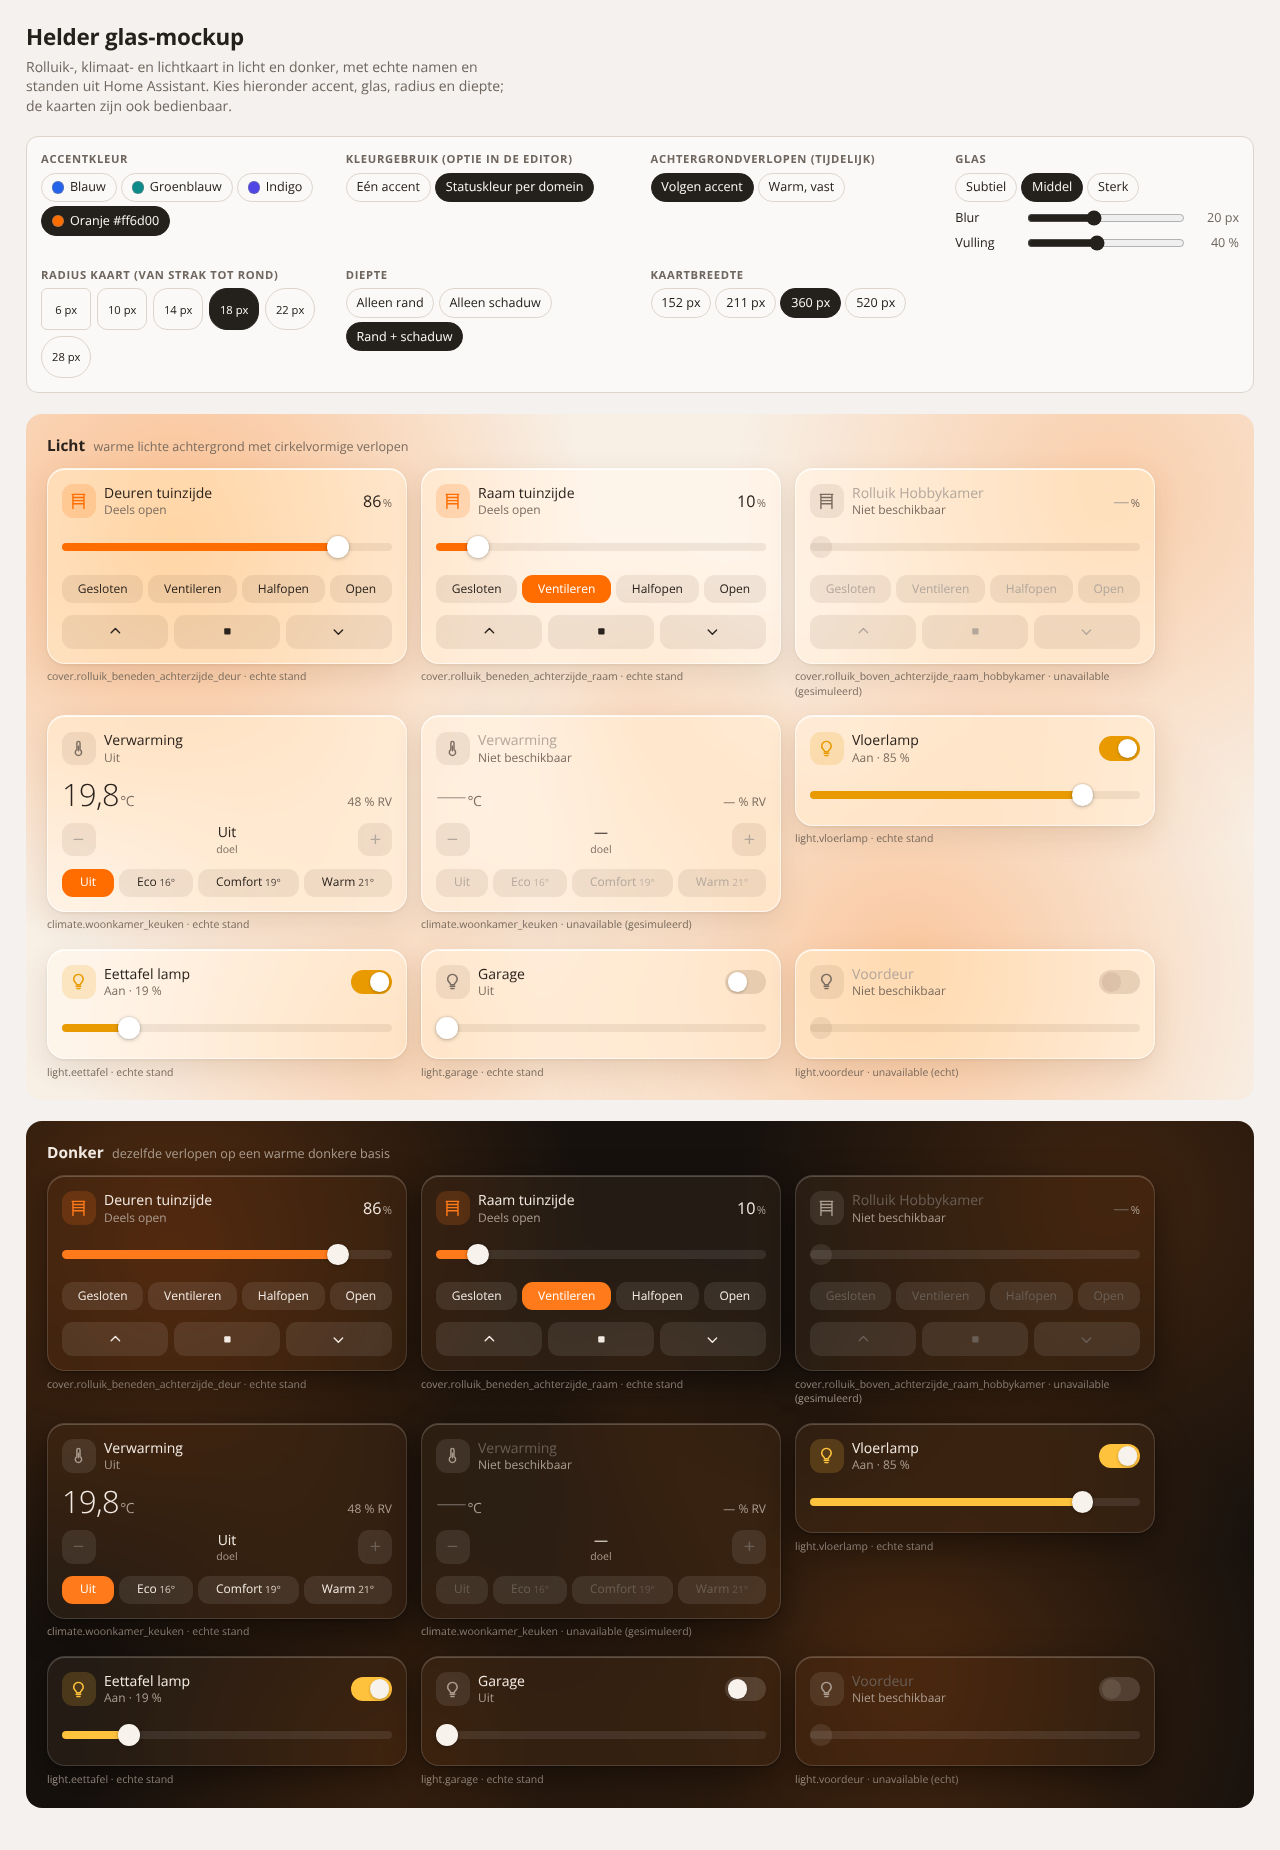 Helder glas-mockup
Rolluik-, klimaat- en lichtkaart in licht en donker, met echte namen en
standen uit Home Assistant. Kies hieronder accent, glas, radius en diepte;
de kaarten zijn ook bedienbaar.
ACCENTKLEUR
Blauw Groenblauw Indigo
Oranje #ff6d00
KLEURGEBRUIK (OPTIE IN DE EDITOR)
Eén accent Statuskleur per domein
ACHTERGRONDVERLOPEN (TIJDELIJK)
Volgen accent Warm, vast
GLAS
Subtiel Middel Sterk
Blur 20 px
Vulling 40 %
RADIUS KAART (VAN STRAK TOT ROND)
6 px 10 px 14 px 18 px 22 px
28 px
DIEPTE
Alleen rand Alleen schaduw
Rand + schaduw
KAARTBREEDTE
152 px 211 px 360 px 520 px
Licht warme lichte achtergrond met cirkelvormige verlopen
Deuren tuinzijde
Deels open
86 %
Gesloten Ventileren Halfopen Open
cover.rolluik_beneden_achterzijde_deur · echte stand
Raam tuinzijde
Deels open
10 %
Gesloten Ventileren Halfopen Open
cover.rolluik_beneden_achterzijde_raam · echte stand
Rolluik Hobbykamer
Niet beschikbaar
— %
Gesloten Ventileren Halfopen Open
cover.rolluik_boven_achterzijde_raam_hobbykamer · unavailable
(gesimuleerd)
Verwarming
Uit
19,8 °C 48 % RV
− Uit +
doel
Uit Eco 16° Comfort 19° Warm 21°
climate.woonkamer_keuken · echte stand
Verwarming
Niet beschikbaar
— °C — % RV
− — +
doel
Uit Eco 16° Comfort 19° Warm 21°
climate.woonkamer_keuken · unavailable (gesimuleerd)
Vloerlamp
Aan · 85 %
light.vloerlamp · echte stand
Eettafel lamp
Aan · 19 %
light.eettafel · echte stand
Garage
Uit
light.garage · echte stand
Voordeur
Niet beschikbaar
light.voordeur · unavailable (echt)
Donker dezelfde verlopen op een warme donkere basis
Deuren tuinzijde
Deels open
86 %
Gesloten Ventileren Halfopen Open
cover.rolluik_beneden_achterzijde_deur · echte stand
Raam tuinzijde
Deels open
10 %
Gesloten Ventileren Halfopen Open
cover.rolluik_beneden_achterzijde_raam · echte stand
Rolluik Hobbykamer
Niet beschikbaar
— %
Gesloten Ventileren Halfopen Open
cover.rolluik_boven_achterzijde_raam_hobbykamer · unavailable
(gesimuleerd)
Verwarming
Uit
19,8 °C 48 % RV
− Uit +
doel
Uit Eco 16° Comfort 19° Warm 21°
climate.woonkamer_keuken · echte stand
Verwarming
Niet beschikbaar
— °C — % RV
− — +
doel
Uit Eco 16° Comfort 19° Warm 21°
climate.woonkamer_keuken · unavailable (gesimuleerd)
Vloerlamp
Aan · 85 %
light.vloerlamp · echte stand
Eettafel lamp
Aan · 19 %
light.eettafel · echte stand
Garage
Uit
light.garage · echte stand
Voordeur
Niet beschikbaar
light.voordeur · unavailable (echt)